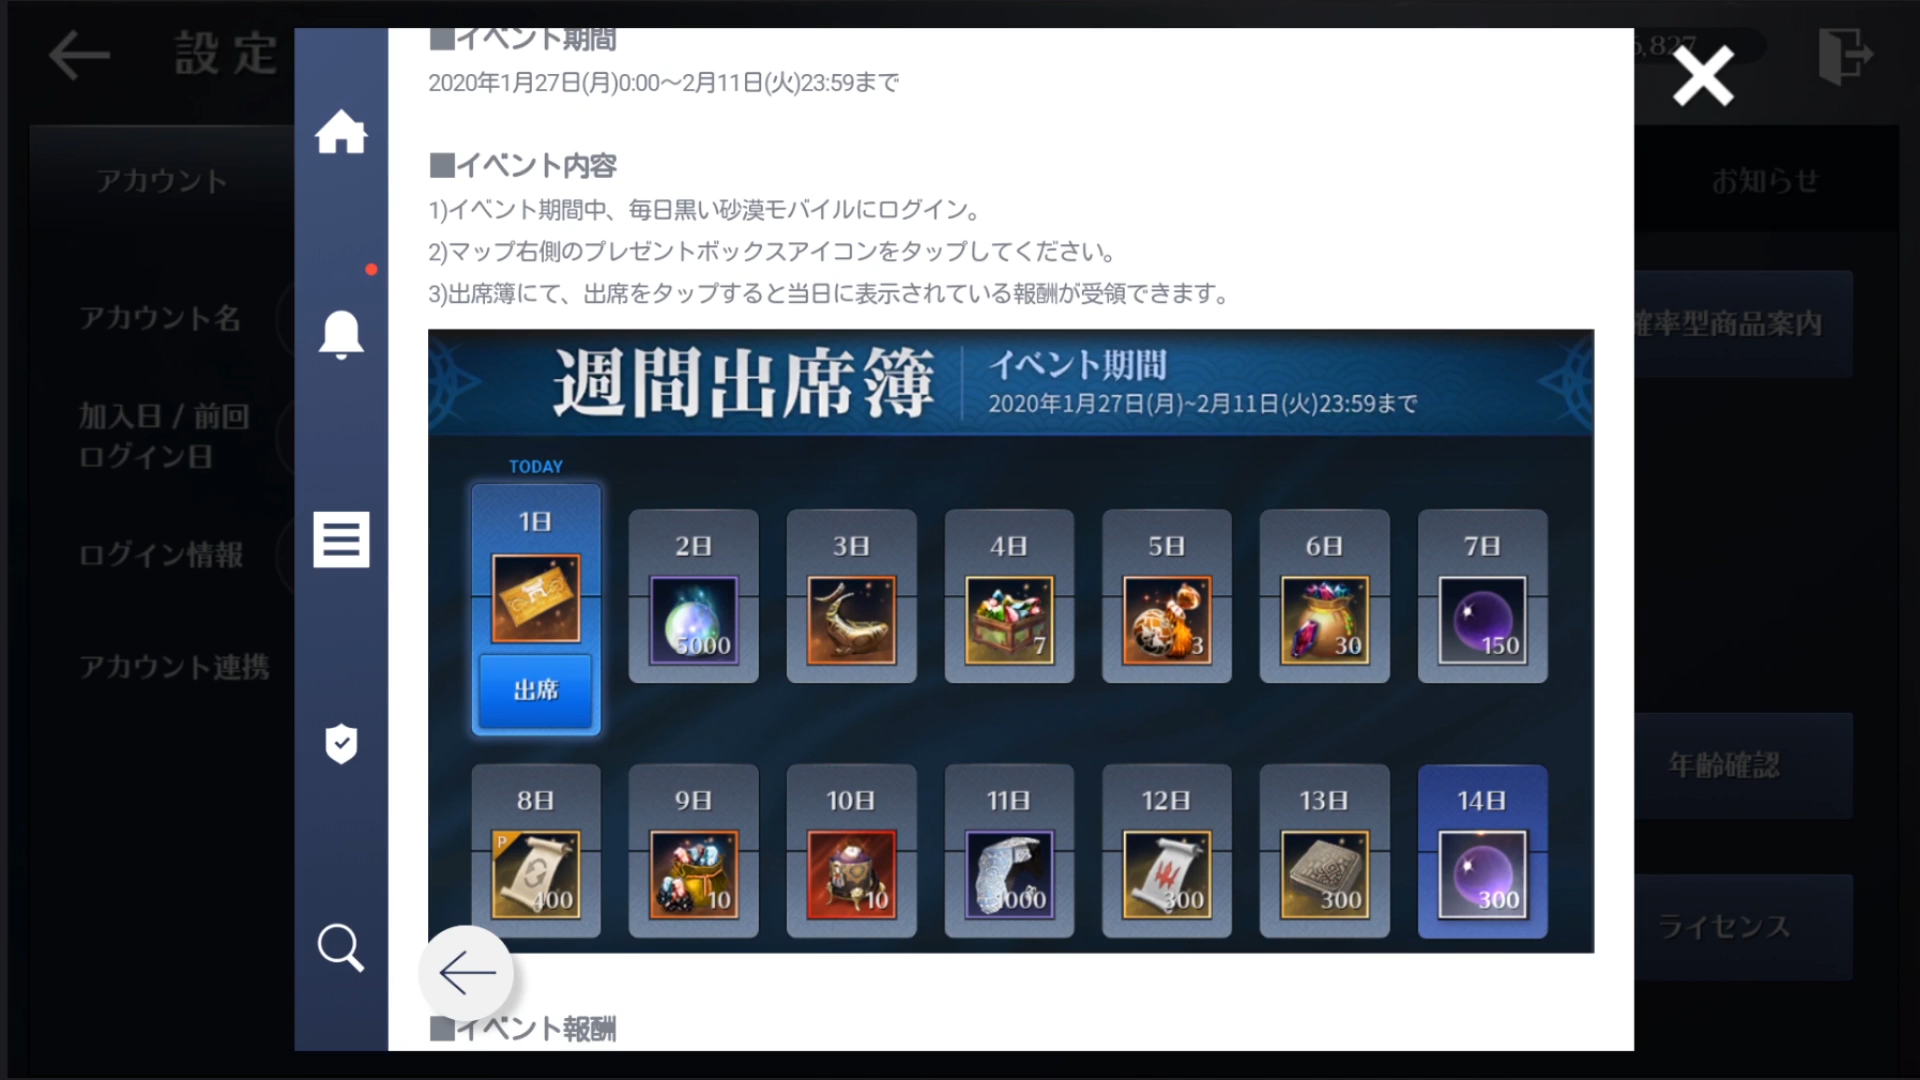 設定
アカウント
アカウント名
加入日 / 前回
ログイン日
ログイン情報
アカウント連携
■イベント期間
2020年1月27日(月)0:00～2月11日(火)23:59まで
■イベント内容
1)イベント期間中、毎日黒い砂漠モバイルにログイン。
2)マップ右側のプレゼントボックスアイコンをタップしてください。
3)出席簿にて、出席をタップすると当日に表示されている報酬が受領できます。
週間出席簿
イベント期間
2020年1月27日(月)~2月11日(火)23:59まで
TODAY
1日
出席
2日
5000
3日
4日
7
5日
3
6日
30
7日
150
8日
P
400
9日
10
10日
10
11日
1000
12日
300
13日
300
14日
300
■イベント報酬
5,827
お知らせ
確率型商品案内
年齢確認
ライセンス